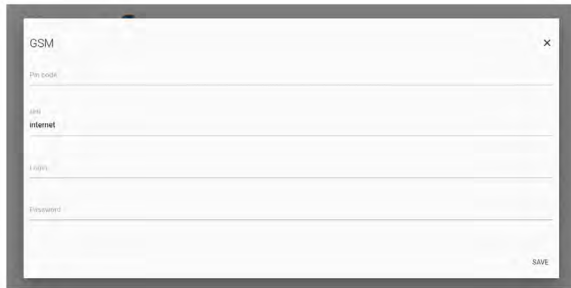 GSM
Pin code
APN
internet
Login
Password
SAVE